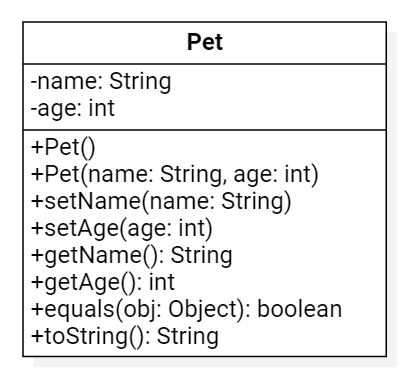 Pet
-name: String
-age: int
+Pet()
+Pet(name: String, age: int)
+setName(name: String)
+setAge(age: int)
+getName(): String
+getAge(): int
+equals(obj: Object): boolean
+toString(): String